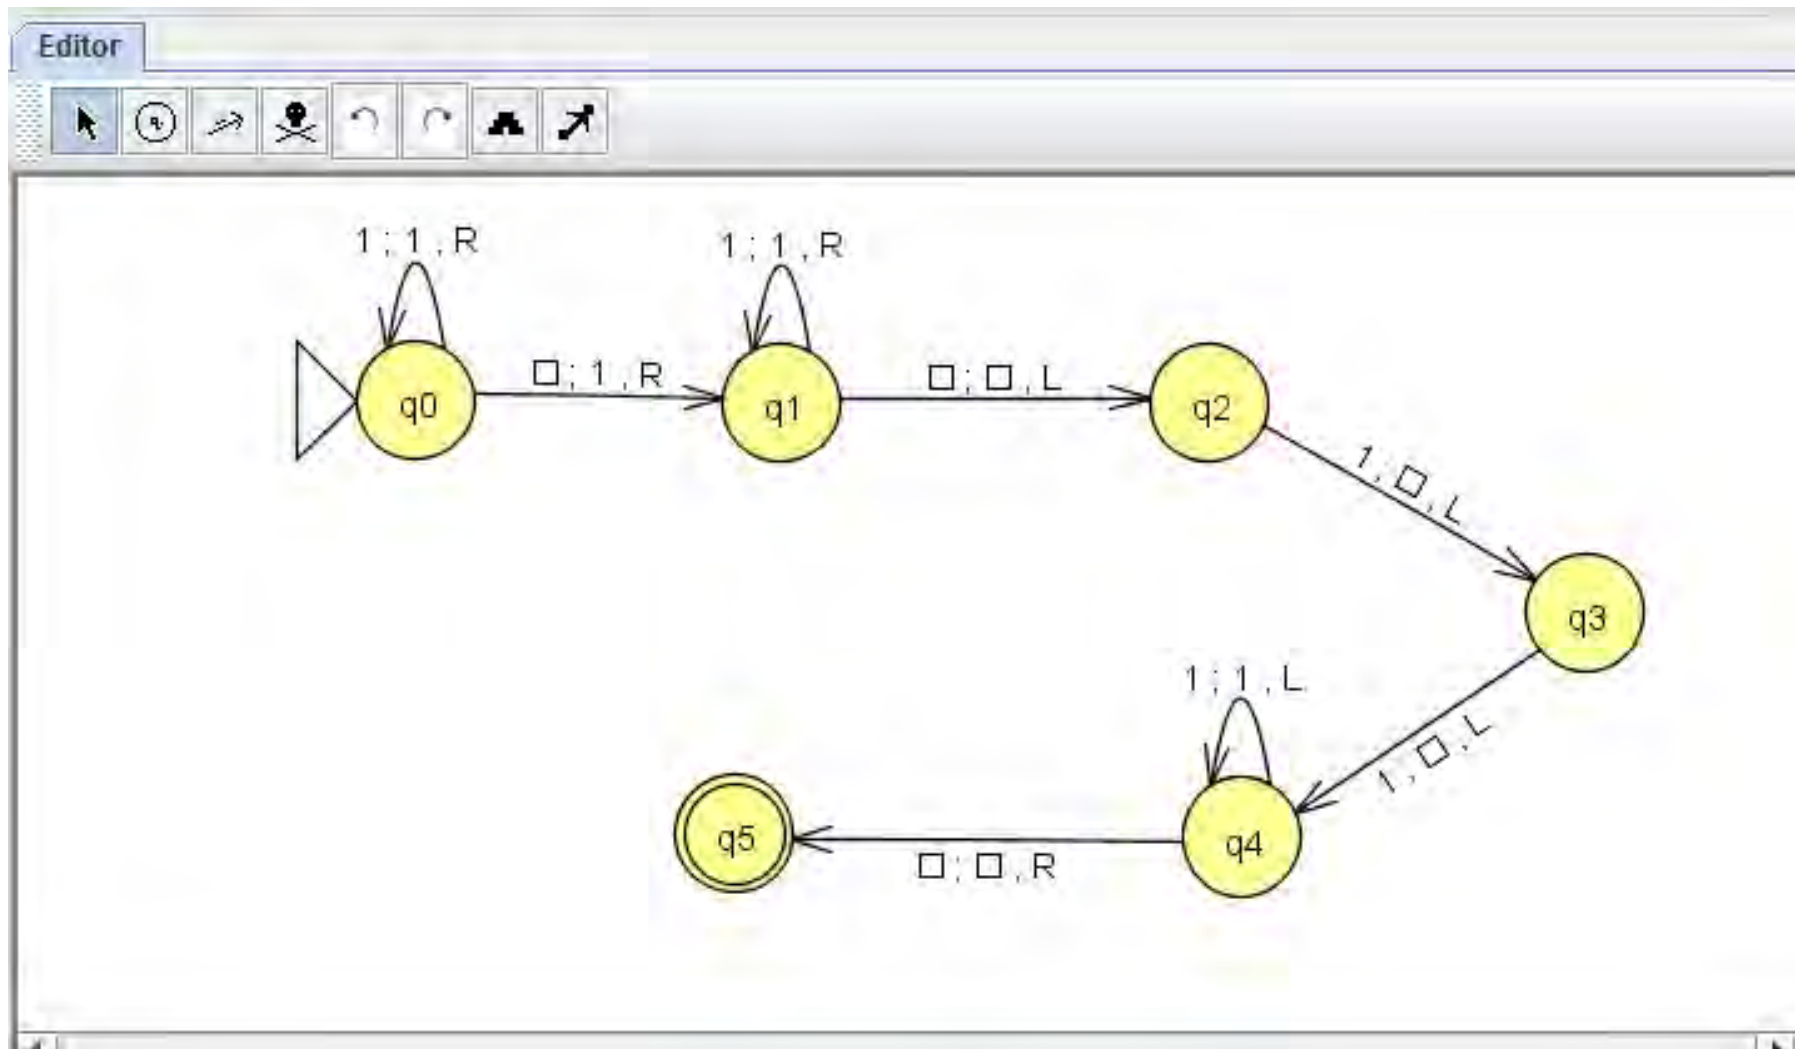 Editor
1 ; 1 , R
1 ; 1 , R
q0
□ ; 1 , R
q1
□ ; □ , L
q2
1 ; □ , L
q3
1 ; □ , L
1 ; 1 , L
q4
□ ; □ , R
q5